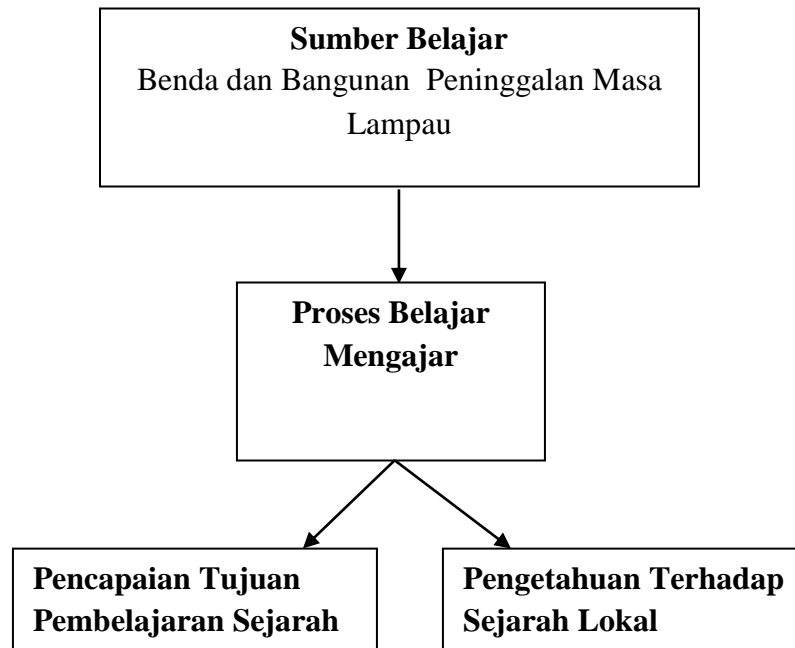 Sumber Belajar
Benda dan Bangunan Peninggalan Masa
Lampau
Proses Belajar
Mengajar
Pencapaian Tujuan
Pembelajaran Sejarah
Pengetahuan Terhadap
Sejarah Lokal